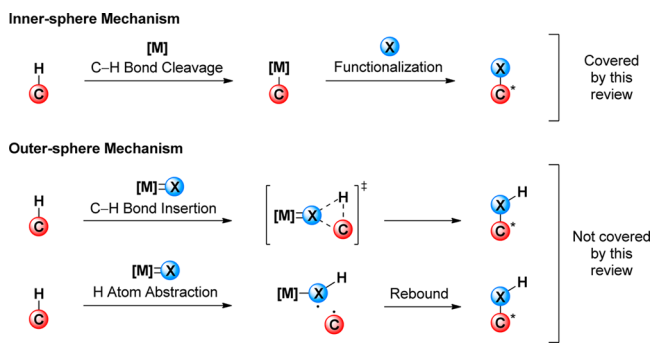 Inner-sphere Mechanism
H
C
[M]
C–H Bond Cleavage
[M]
C
X
Functionalization
X
C*
Covered
by this
review
Outer-sphere Mechanism
H
C
[M]=X
C–H Bond Insertion
[M]=X
H
C
‡
H
X
C*
H
C
[M]=X
H Atom Abstraction
H
[M]–X
·
·
C
Rebound
H
X
C*
Not covered
by this
review